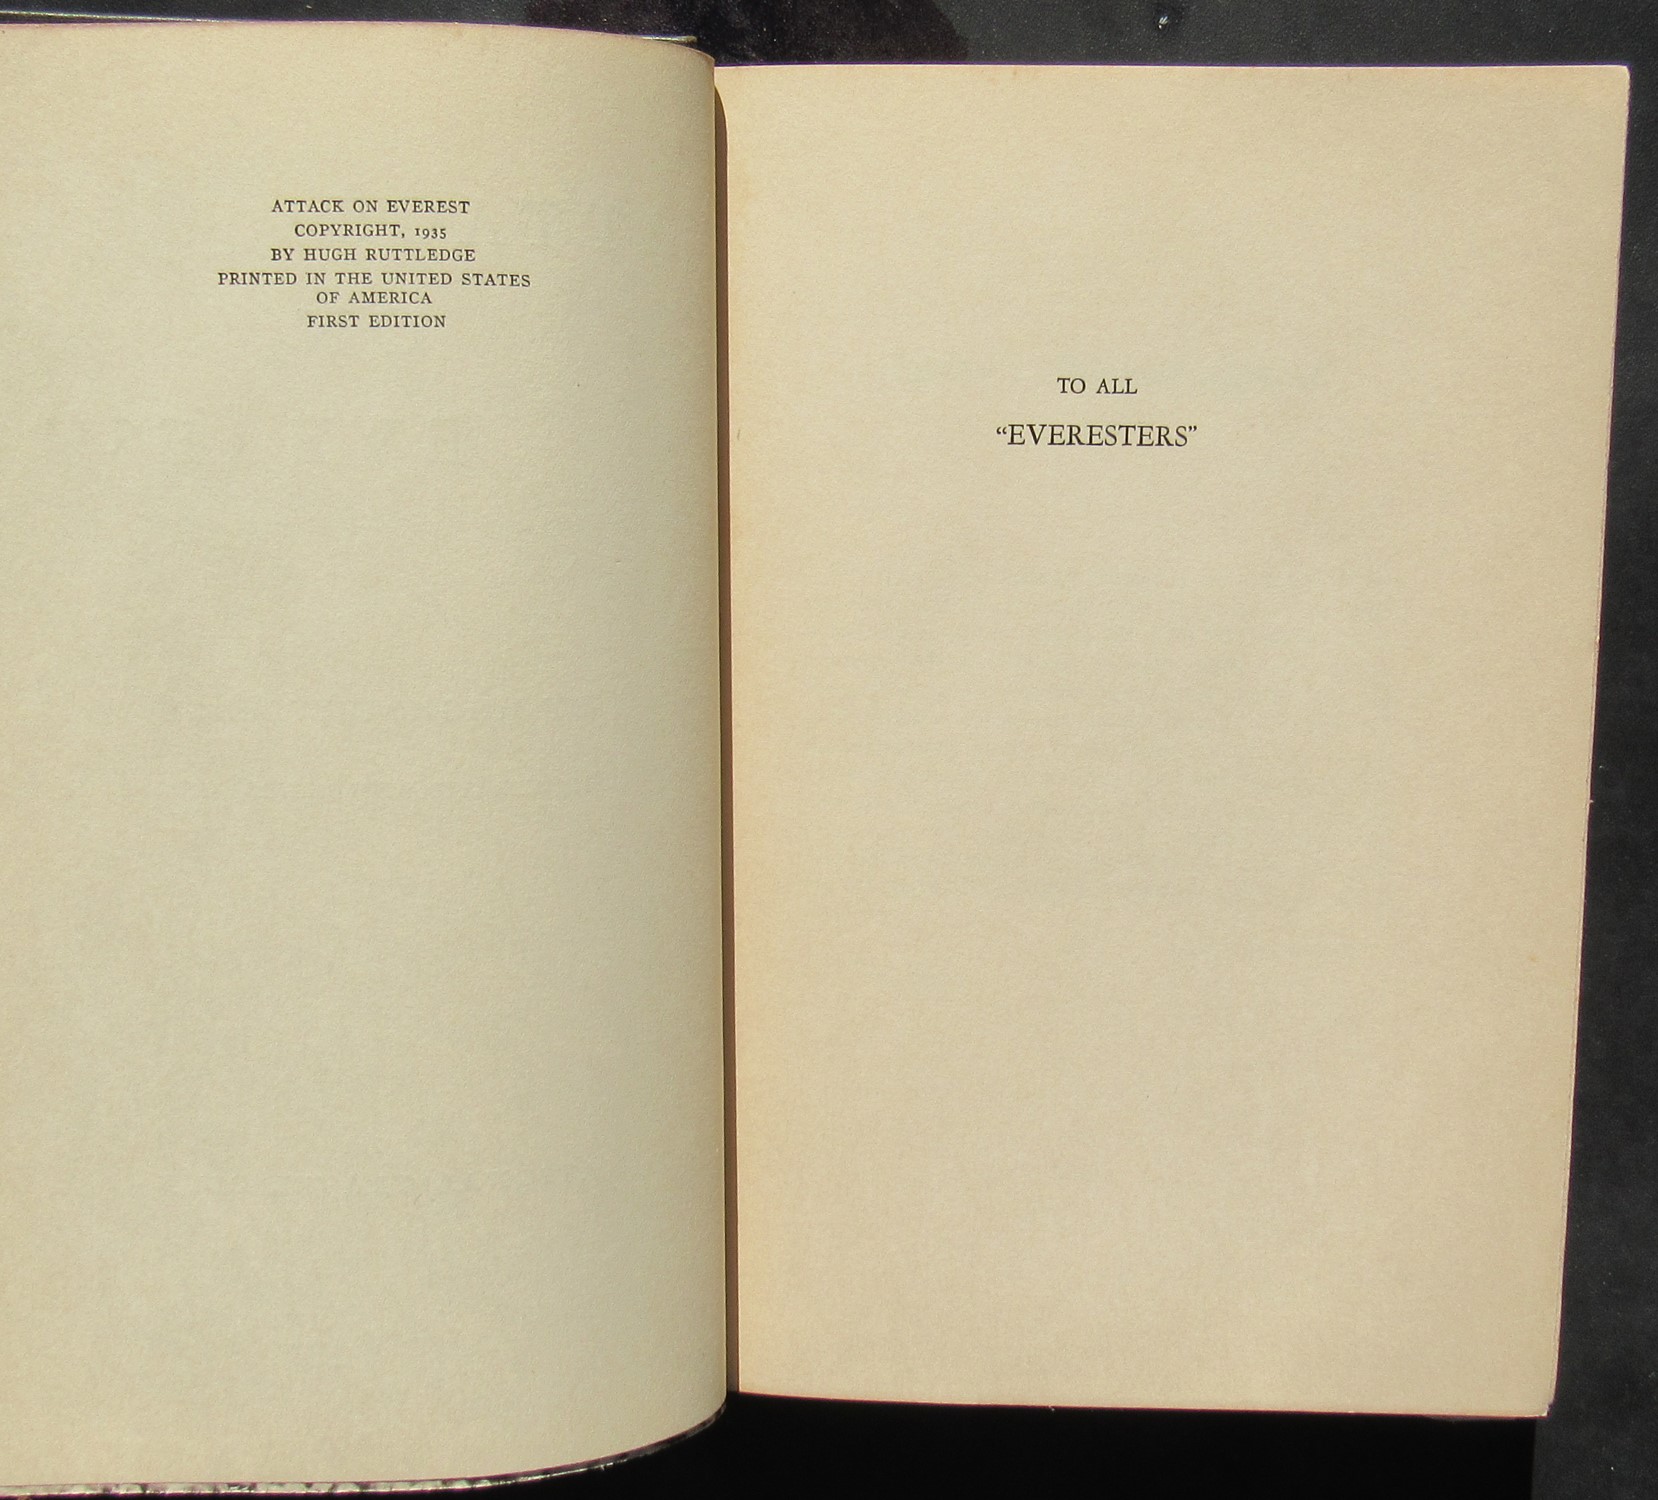 ATTACK ON EVEREST
COPYRIGHT, 1935
BY HUGH RUTTLEDGE
PRINTED IN THE UNITED STATES
OF AMERICA
FIRST EDITION
TO ALL
“EVERESTERS”